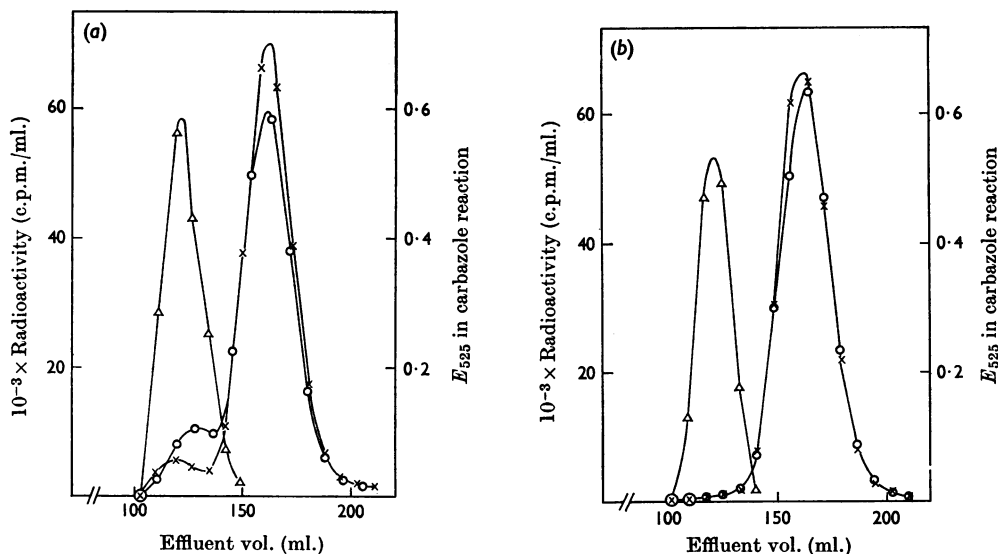 (a)
60
40
20
10⁻³ × Radioactivity (c.p.m./ml.)
0·6
0·4
0·2
E₅₂₅ in carbazole reaction
100 150 200
Effluent vol. (ml.)
(b)
60
40
20
10⁻³ × Radioactivity (c.p.m./ml.)
0·6
0·4
0·2
E₅₂₅ in carbazole reaction
100 150 200
Effluent vol. (ml.)